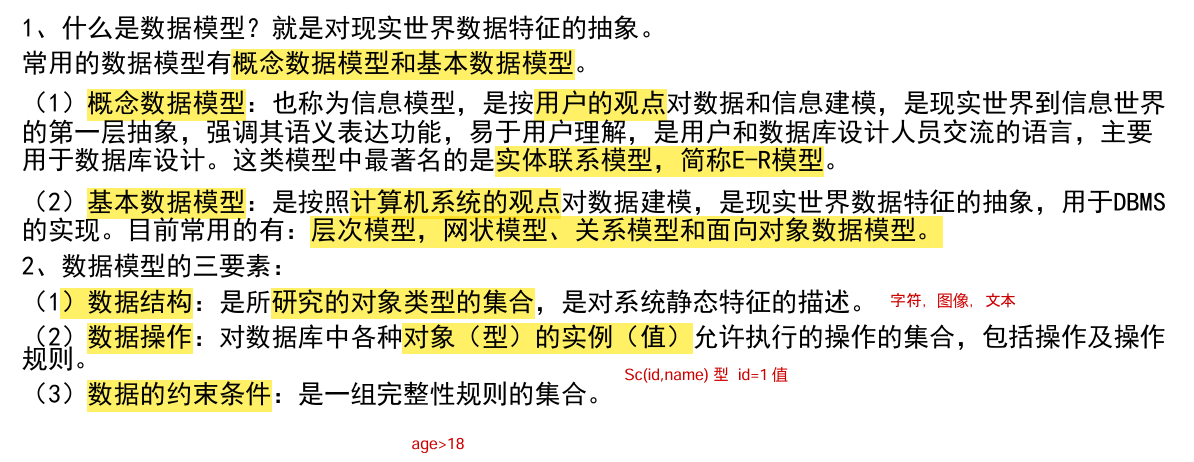 1、什么是数据模型？就是对现实世界数据特征的抽象。
常用的数据模型有概念数据模型和基本数据模型。
（1）概念数据模型：也称为信息模型，是按用户的观点对数据和信息建模，是现实世界到信息世界
的第一层抽象，强调其语义表达功能，易于用户理解，是用户和数据库设计人员交流的语言，主要
用于数据库设计。这类模型中最著名的是实体联系模型，简称E-R模型。
（2）基本数据模型：是按照计算机系统的观点对数据建模，是现实世界数据特征的抽象，用于DBMS
的实现。目前常用的有：层次模型，网状模型、关系模型和面向对象数据模型。
2、数据模型的三要素：
（1）数据结构：是所研究的对象类型的集合，是对系统静态特征的描述。 字符，图像，文本
（2）数据操作：对数据库中各种对象（型）的实例（值）允许执行的操作的集合，包括操作及操作
规则。
Sc(id,name) 型 id=1 值
（3）数据的约束条件：是一组完整性规则的集合。
age>18